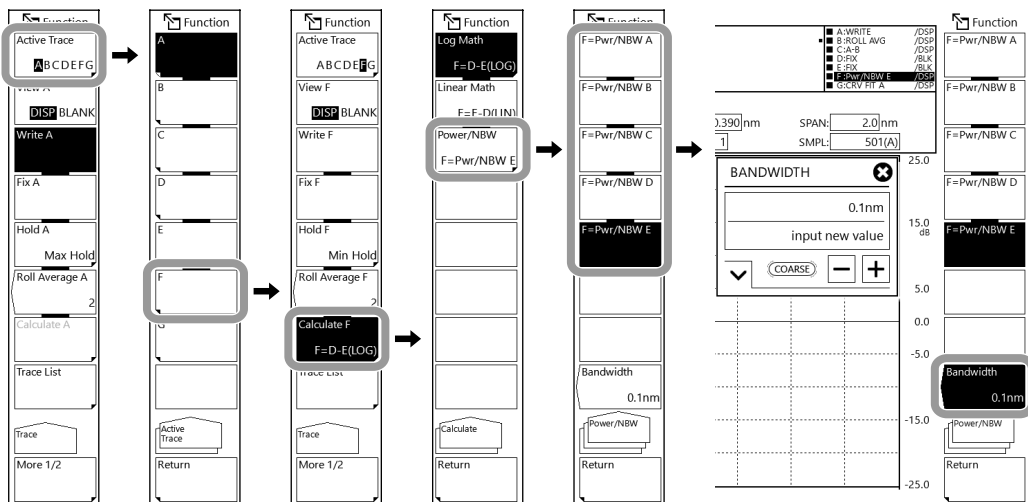 Function
Active Trace
ABCDEFG
View A
DISP BLANK
Write A
Fix A
Hold A
Max Hold
Roll Average A
2
Calculate A
Trace List
Trace
More 1/2
Function
A
B
C
D
E
F
G
Active
Trace
Return
Function
Active Trace
ABCDEFG
View F
DISP BLANK
Write F
Fix F
Hold F
Min Hold
Roll Average F
2
Calculate F
F=D-E(LOG)
Trace List
Trace
More 1/2
Function
Log Math
F=D-E(LOG)
Linear Math
F=E-D(LIN)
Power/NBW
F=Pwr/NBW E
Calculate
Return
Function
F=Pwr/NBW A
F=Pwr/NBW B
F=Pwr/NBW C
F=Pwr/NBW D
F=Pwr/NBW E
Bandwidth
0.1nm
Power/NBW
Return
A:WRITE /DSP
B:ROLL AVG /DSP
C:A-B /DSP
D:FIX /BLK
E:FIX /BLK
F:Pwr/NBW E /DSP
G:CRV FIT A /DSP
0.390 nm SPAN: 2.0 nm
1 SMPL: 501(A)
BANDWIDTH
0.1nm
input new value
COARSE
25.0
15.0
dB
5.0
0.0
-5.0
-15.0
-25.0
Function
F=Pwr/NBW A
F=Pwr/NBW B
F=Pwr/NBW C
F=Pwr/NBW D
F=Pwr/NBW E
Bandwidth
0.1nm
Power/NBW
Return